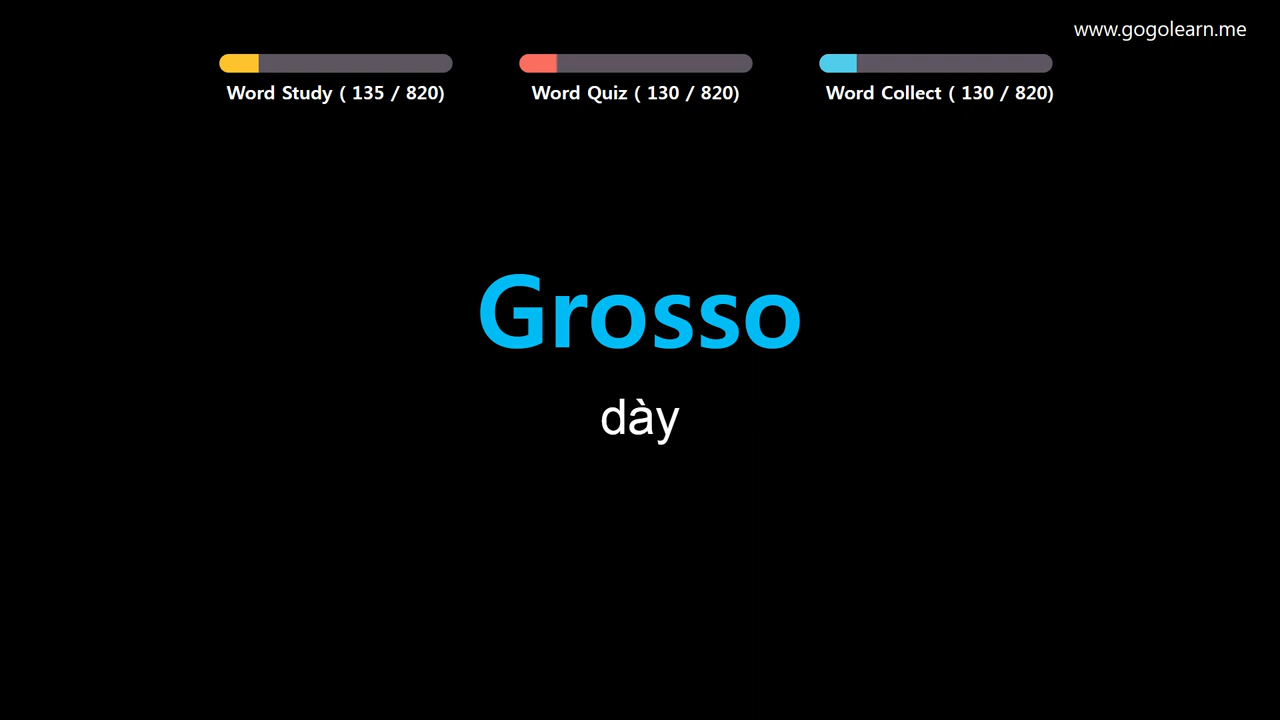 www.gogolearn.me
Word Study ( 135 / 820)
Word Quiz ( 130 / 820)
Word Collect ( 130 / 820)
Grosso
dày